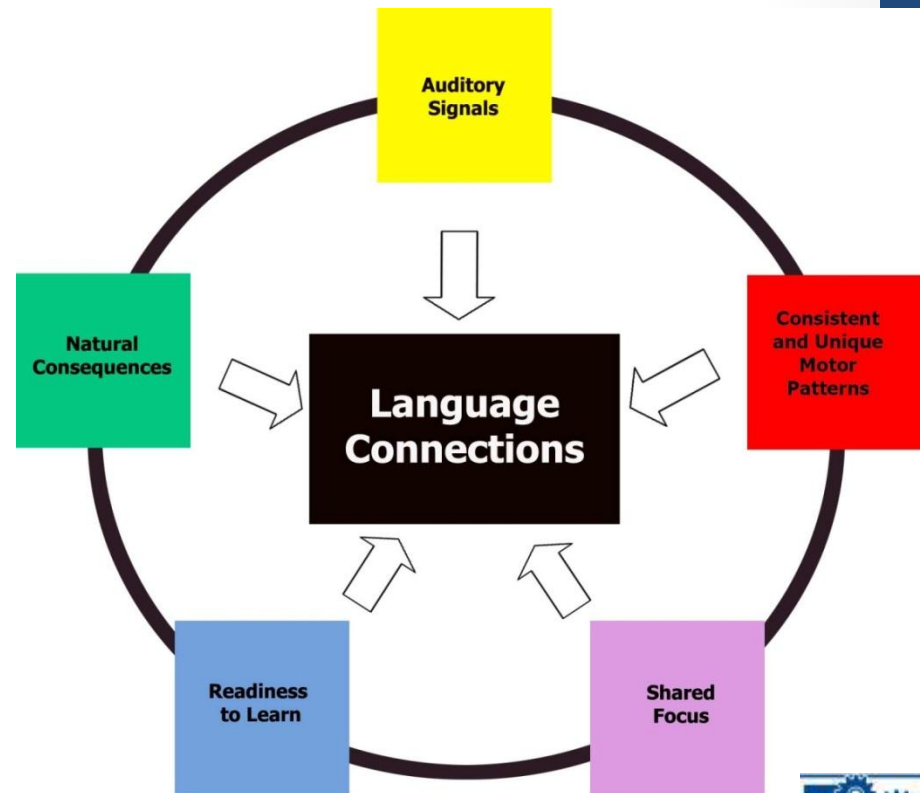 Auditory
Signals
Natural
Consequences
Consistent
and Unique
Motor
Patterns
Language
Connections
Readiness
to Learn
Shared
Focus